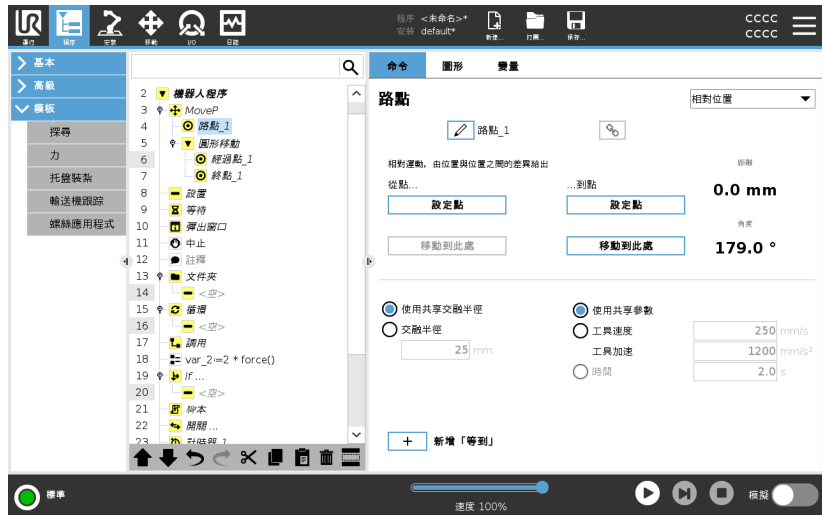 程序 <未命名>*
安裝 default*
運行
程序
安裝
移動
I/O
日誌
新建...
打開...
保存...
CCCC
CCCC
基本
高級
模板
探尋
力
托盤裝紮
輸送機跟踪
螺絲應用程式
2 機器人程序
3 MoveP
4 路點_1
5 圓形移動
6 經過點_1
7 終點_1
8 設置
9 等待
10 彈出窗口
11 中止
12 註釋
13 文件夾
14 <空>
15 循環
16 <空>
17 調用
18 var_2:=2 * force()
19 If ...
20 <空>
21 腳本
22 開關 ...
23 計時器_1
命令
圖形
變量
路點
相對位置
路點_1
相對運動，由位置與位置之間的差異給出
從點...
...到點
距離
設定點
設定點
0.0 mm
角度
移動到此處
移動到此處
179.0 °
使用共享交融半徑
使用共享參數
交融半徑
工具速度 250 mm/s
25 mm
工具加速 1200 mm/s²
時間 2.0 s
新增「等到」
標準
速度 100%
模擬